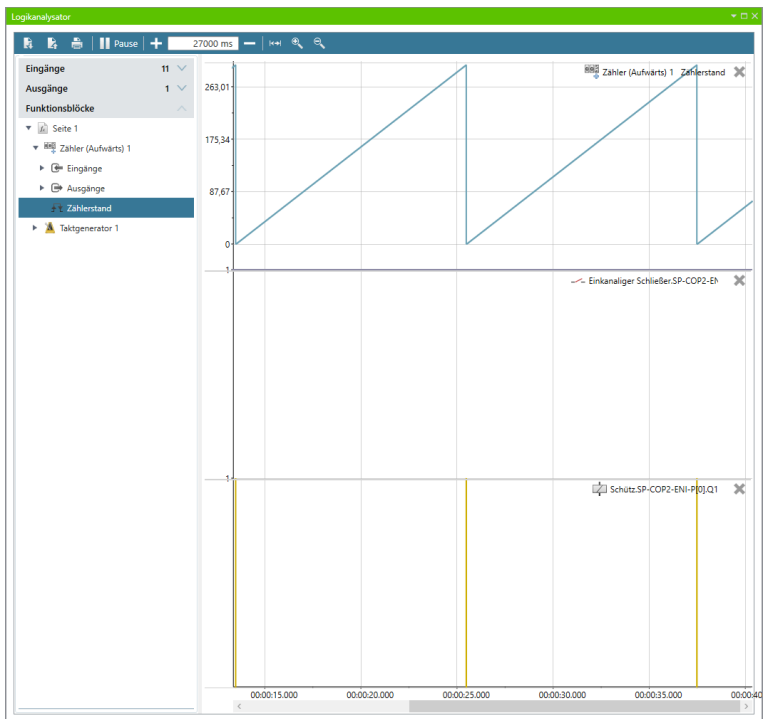 Logikanalysator
Pause
27000 ms
Eingänge 11
Ausgänge 1
Funktionsblöcke
Seite 1
Zähler (Aufwärts) 1
Eingänge
Ausgänge
Zählerstand
Taktgenerator 1
Zähler (Aufwärts) 1 Zählerstand
263,01
175,34
87,67
0
1
Einkanaliger Schließer.SP-COP2-EN
1
Schütz.SP-COP2-ENI-P[0].Q1
00:00:15.000 00:00:20.000 00:00:25.000 00:00:30.000 00:00:35.000 00:00:40